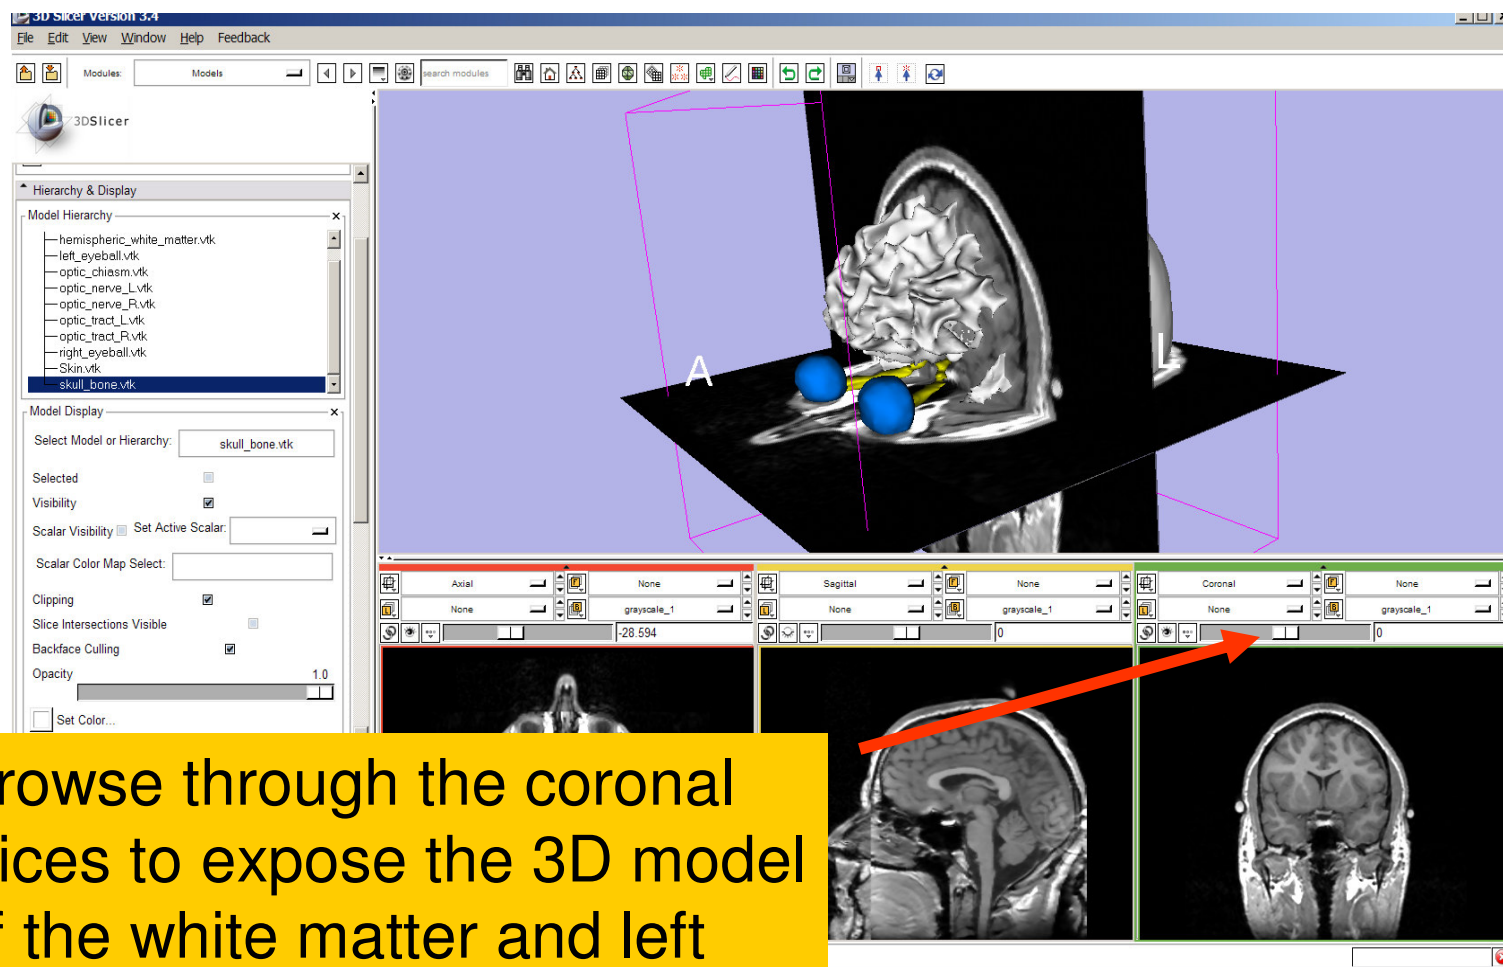 3D Slicer Version 3.4
File Edit View Window Help Feedback
Modules: Models search modules
3DSlicer
Hierarchy & Display
Model Hierarchy
hemispheric_white_matter.vtk
left_eyeball.vtk
optic_chiasm.vtk
optic_nerve_L.vtk
optic_nerve_R.vtk
optic_tract_L.vtk
optic_tract_R.vtk
right_eyeball.vtk
Skin.vtk
skull_bone.vtk
Model Display
Select Model or Hierarchy: skull_bone.vtk
Selected
Visibility
Scalar Visibility Set Active Scalar:
Scalar Color Map Select:
Clipping
Slice Intersections Visible
Backface Culling
Opacity 1.0
Set Color...
A
L
Axial None
None grayscale_1
-28.594
Sagittal None
None grayscale_1
0
Coronal None
None grayscale_1
0
rowse through the coronal
ices to expose the 3D model
f the white matter and left